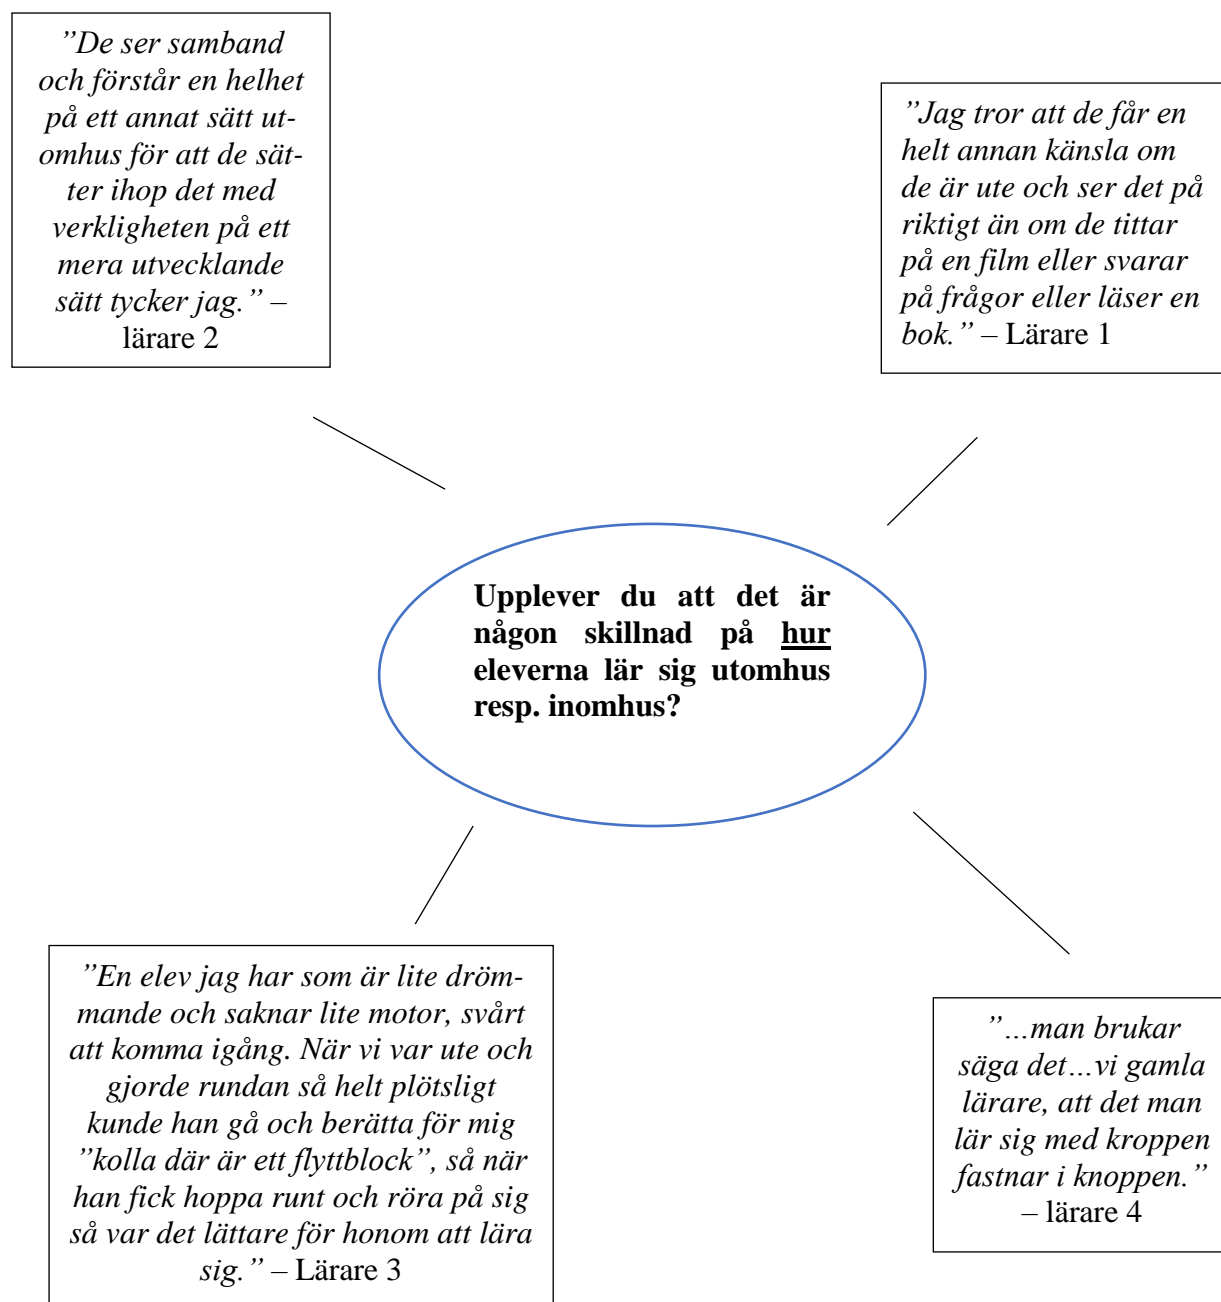 ”De ser samband
och förstår en helhet
på ett annat sätt ut-
omhus för att de sät-
ter ihop det med
verkligheten på ett
mera utvecklande
sätt tycker jag.” –
lärare 2
”Jag tror att de får en
helt annan känsla om
de är ute och ser det på
riktigt än om de tittar
på en film eller svarar
på frågor eller läser en
bok.” – Lärare 1
Upplever du att det är
någon skillnad på hur
eleverna lär sig utomhus
resp. inomhus?
”En elev jag har som är lite dröm-
mande och saknar lite motor, svårt
att komma igång. När vi var ute och
gjorde rundan så helt plötsligt
kunde han gå och berätta för mig
”kolla där är ett flyttblock”, så när
han fick hoppa runt och röra på sig
så var det lättare för honom att lära
sig.” – Lärare 3
”…man brukar
säga det…vi gamla
lärare, att det man
lär sig med kroppen
fastnar i knoppen.”
– lärare 4